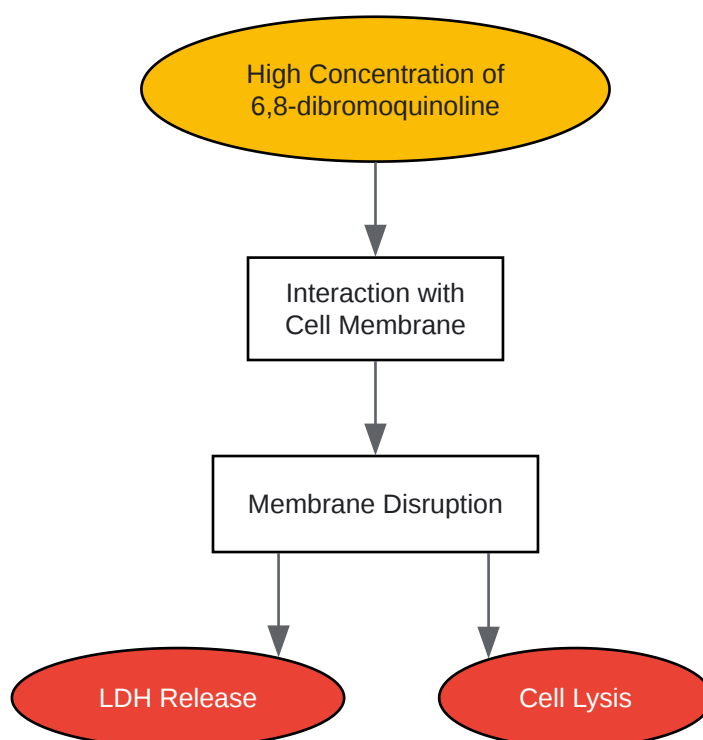 High Concentration of
6,8-dibromoquinoline
Interaction with
Cell Membrane
Membrane Disruption
LDH Release
Cell Lysis